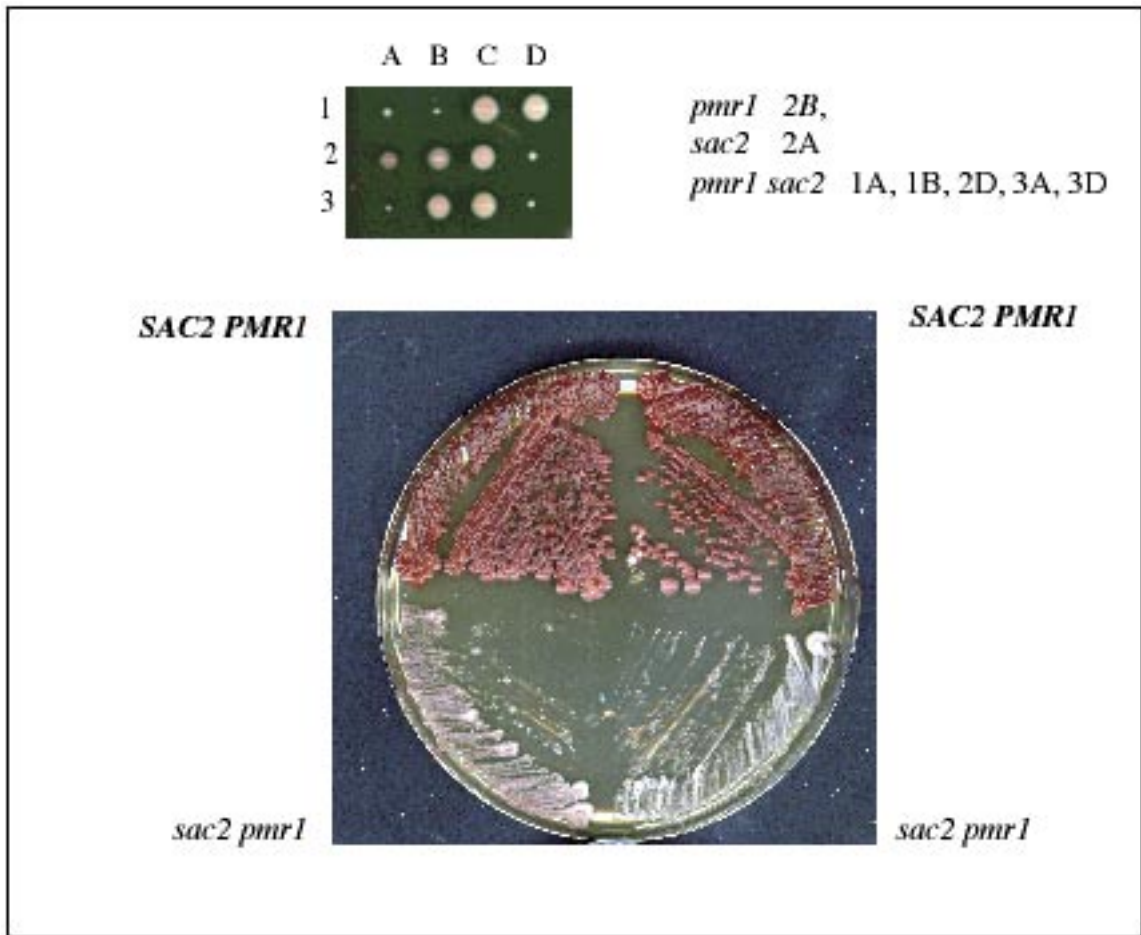 A B C D
1
2
3
pmr1 2B,
sac2 2A
pmr1 sac2 1A, 1B, 2D, 3A, 3D
SAC2 PMR1
SAC2 PMR1
sac2 pmr1
sac2 pmr1